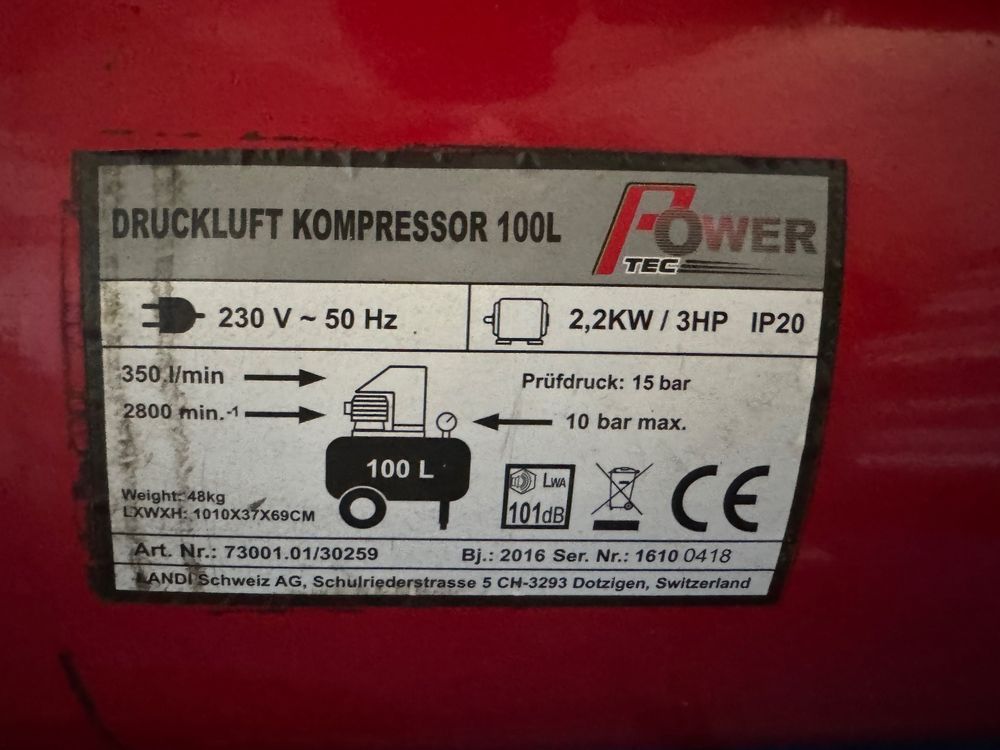 DRUCKLUFT KOMPRESSOR 100L
POWER
TEC
230 V ~ 50 Hz
2,2KW / 3HP IP20
350 l/min
Prüfdruck: 15 bar
2800 min.-1
10 bar max.
100 L
LWA
101dB
Weight: 48kg
LXWXH: 1010X37X69CM
CE
Art. Nr.: 73001.01/30259
Bj.: 2016 Ser. Nr.: 1610 0418
LANDI Schweiz AG, Schulriederstrasse 5 CH-3293 Dotzigen, Switzerland